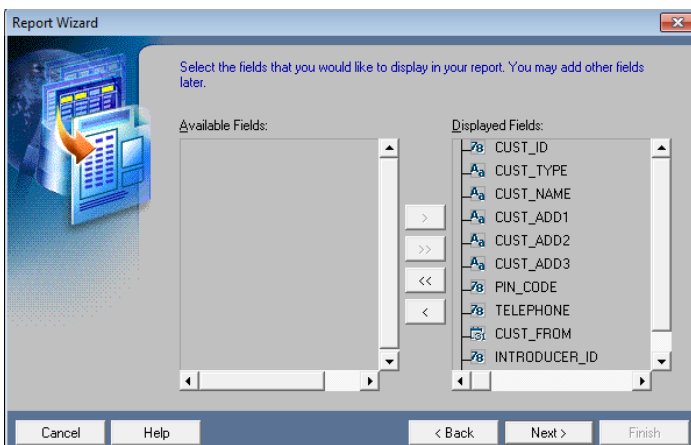 Report Wizard
Select the fields that you would like to display in your report. You may add other fields
later.
Available Fields:
Displayed Fields:
CUST_ID
CUST_TYPE
CUST_NAME
CUST_ADD1
CUST_ADD2
CUST_ADD3
PIN_CODE
TELEPHONE
CUST_FROM
INTRODUCER_ID
>
>>
<<
<
Cancel
Help
< Back
Next >
Finish